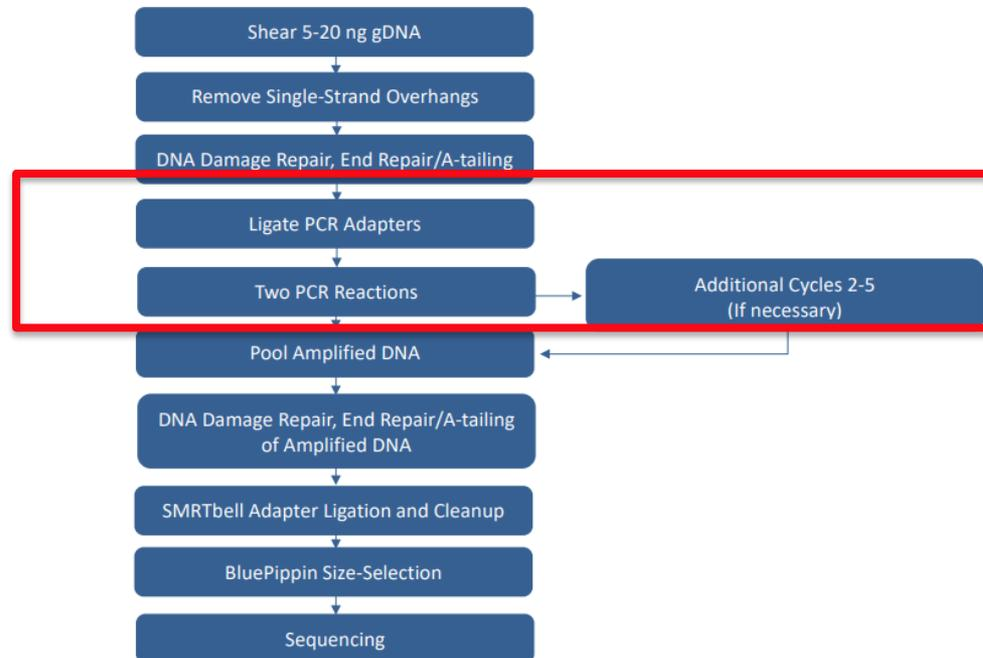 Shear 5-20 ng gDNA
Remove Single-Strand Overhangs
DNA Damage Repair, End Repair/A-tailing
Ligate PCR Adapters
Two PCR Reactions
Additional Cycles 2-5
(If necessary)
Pool Amplified DNA
DNA Damage Repair, End Repair/A-tailing
of Amplified DNA
SMRTbell Adapter Ligation and Cleanup
BluePippin Size-Selection
Sequencing